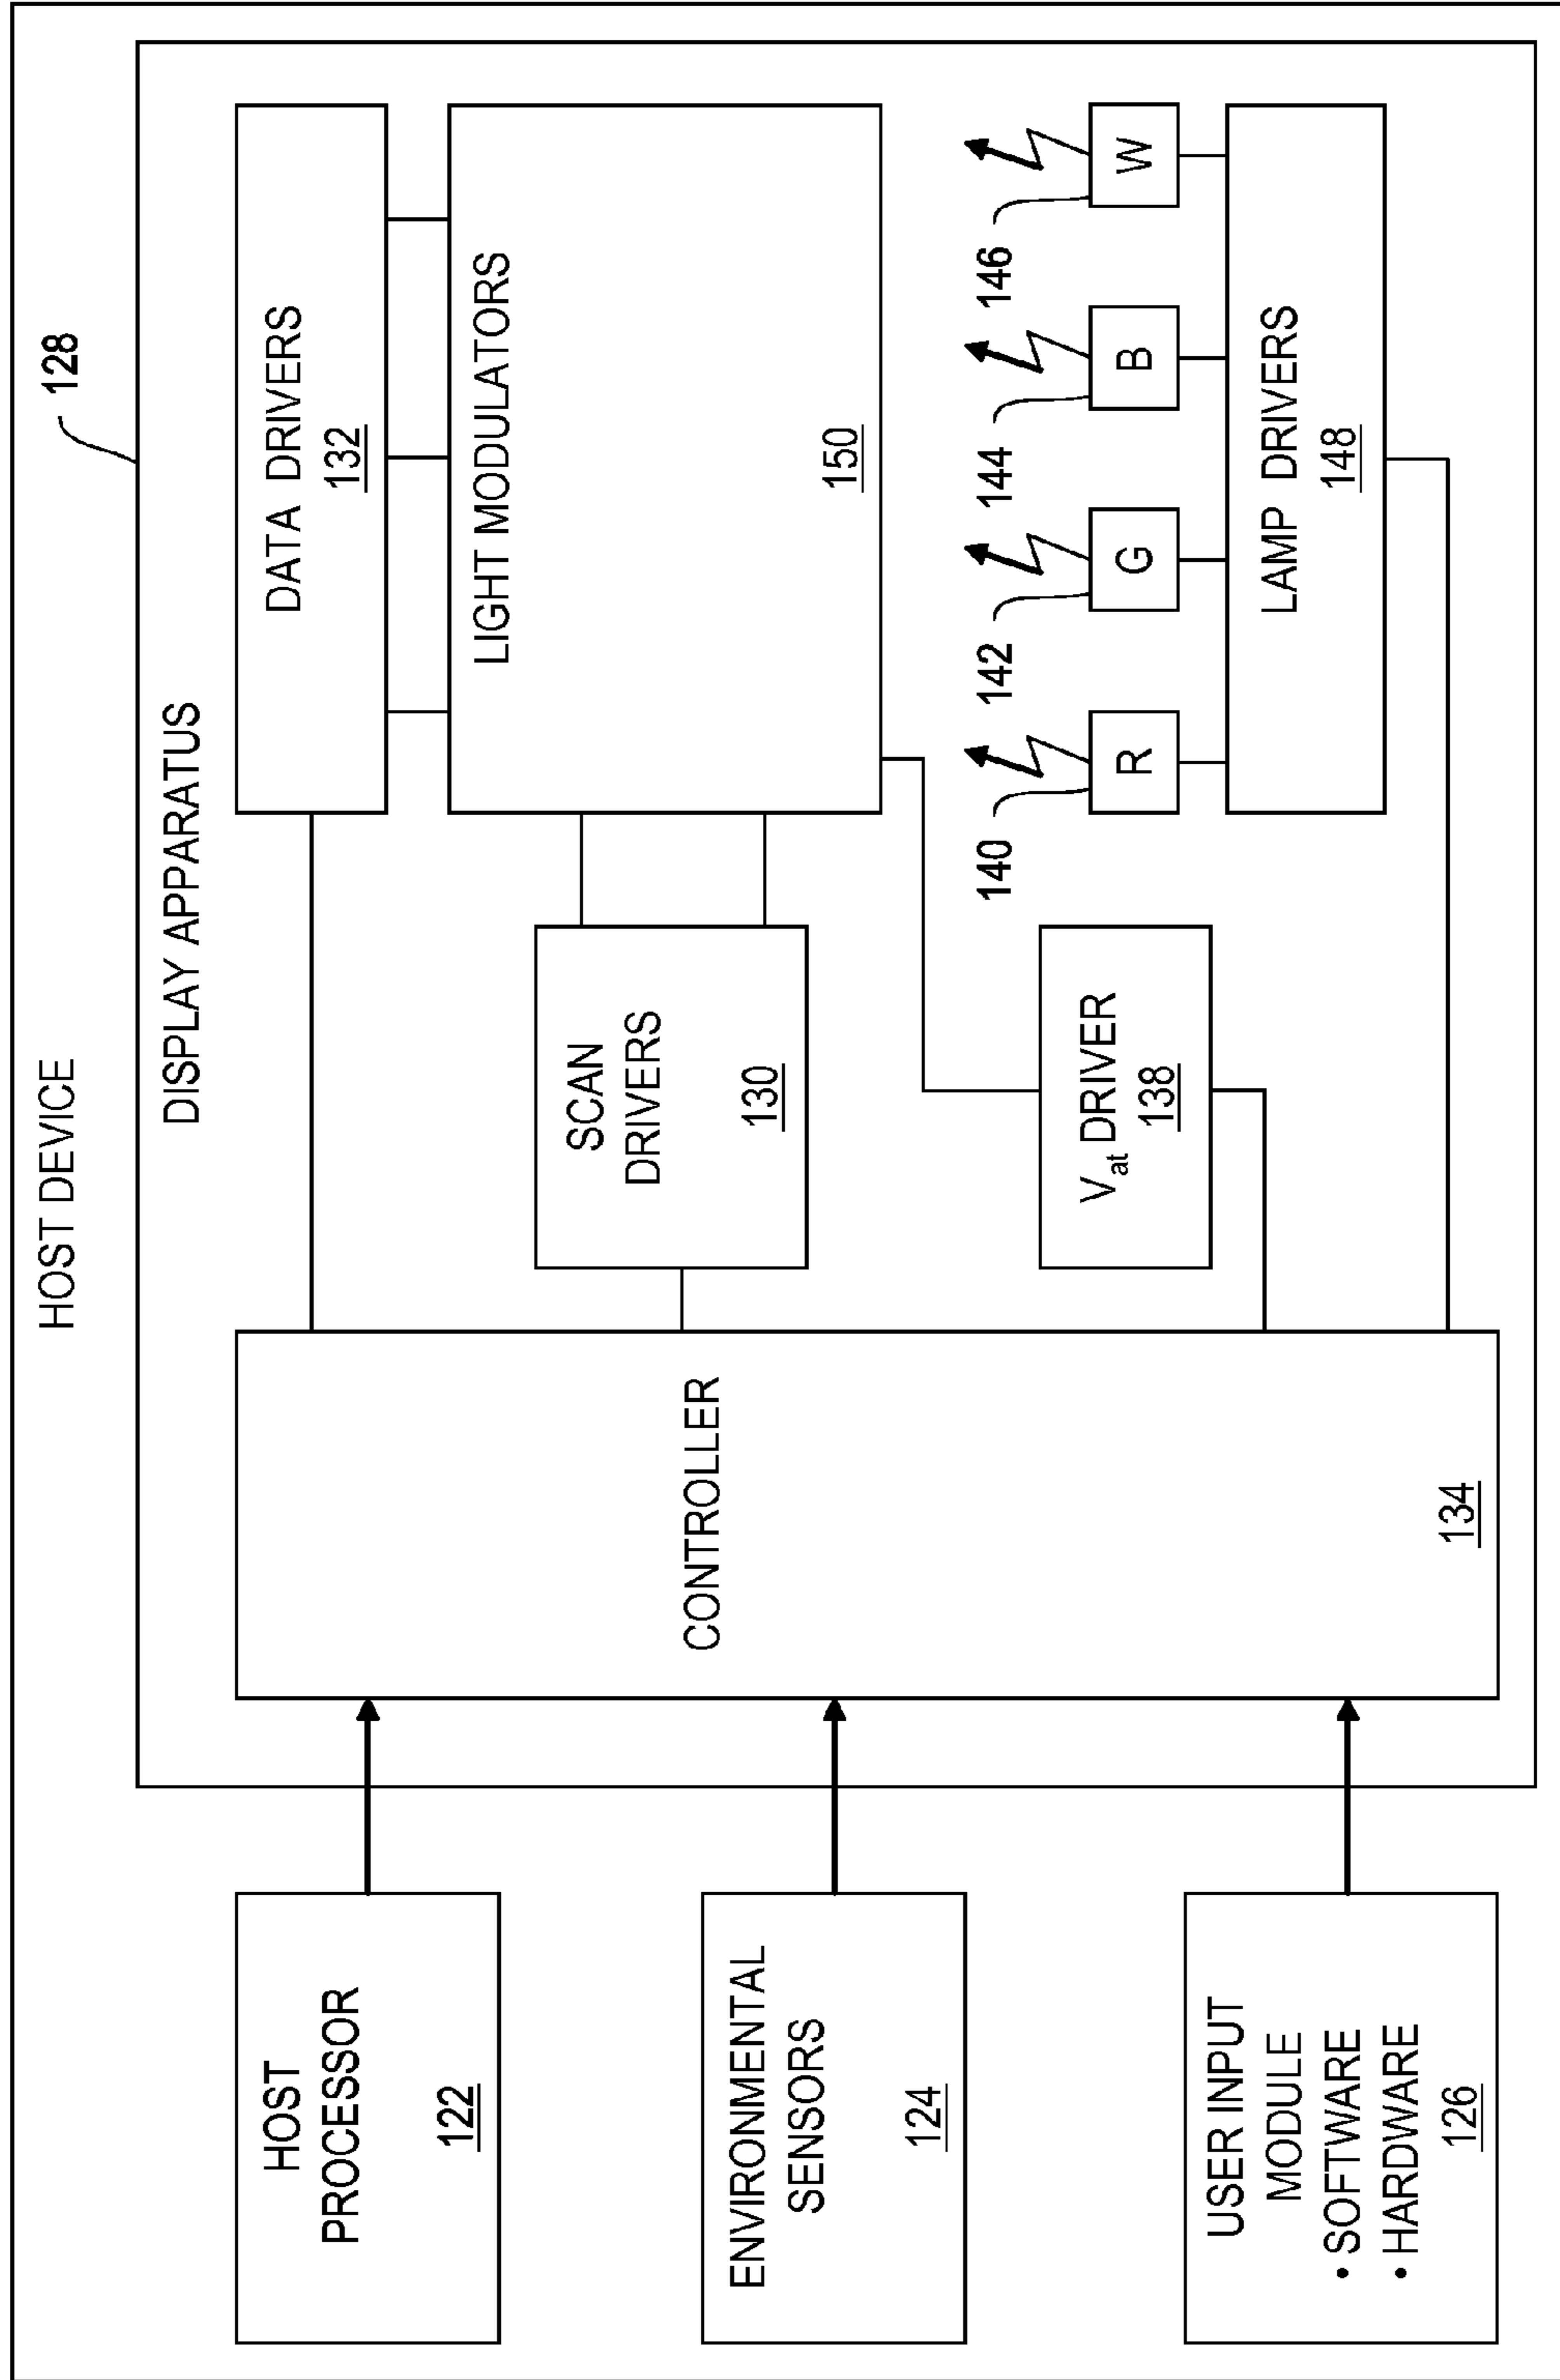 HOST DEVICE
128
DISPLAY APPARATUS
HOST
PROCESSOR
122
ENVIRONMENTAL
SENSORS
124
USER INPUT
MODULE
• SOFTWARE
• HARDWARE
126
CONTROLLER
134
SCAN
DRIVERS
130
Vat DRIVER
138
DATA DRIVERS
132
LIGHT MODULATORS
150
140
142
144
146
R
G
B
W
LAMP DRIVERS
148